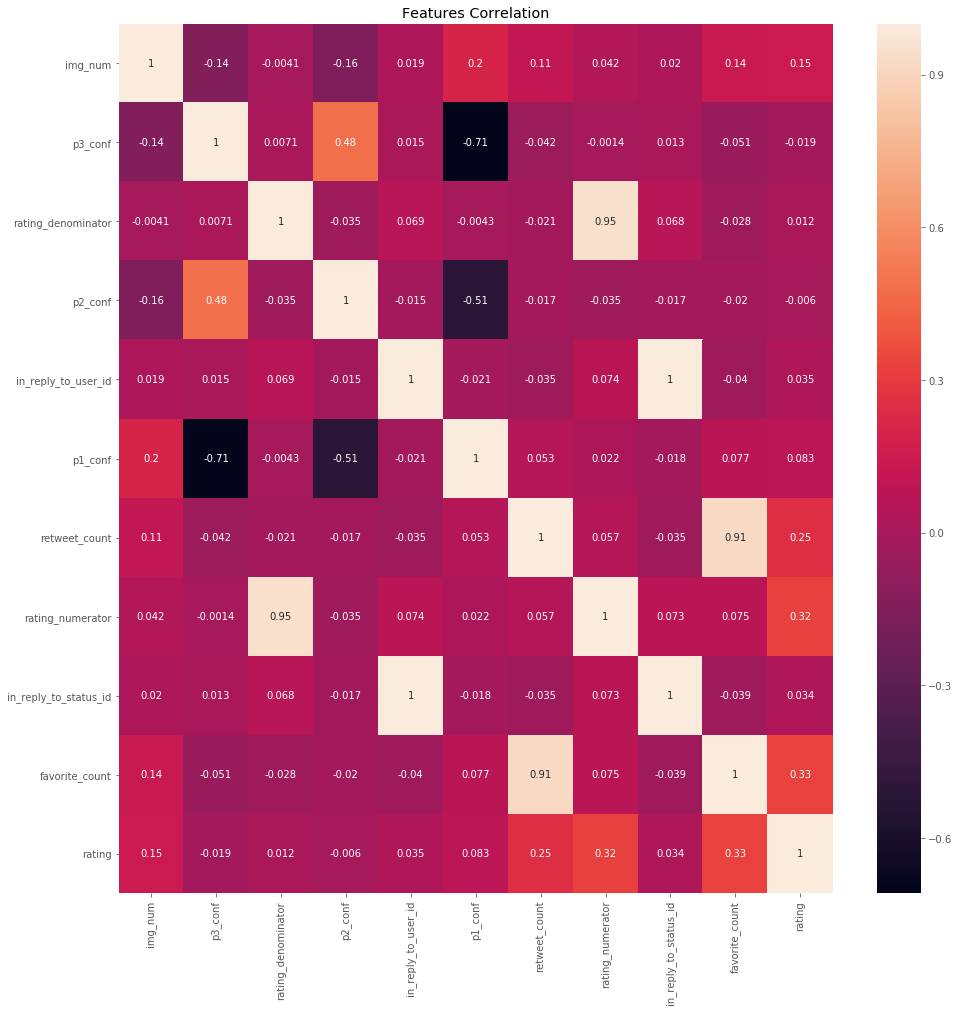 Features Correlation
img_num 1 -0.14 -0.0041 -0.16 0.019 0.2 0.11 0.042 0.02 0.14 0.15
p3_conf -0.14 1 0.0071 0.48 0.015 -0.71 -0.042 -0.0014 0.013 -0.051 -0.019
rating_denominator -0.0041 0.0071 1 -0.035 0.069 -0.0043 -0.021 0.95 0.068 -0.028 0.012
p2_conf -0.16 0.48 -0.035 1 -0.015 -0.51 -0.017 -0.035 -0.017 -0.02 -0.006
in_reply_to_user_id 0.019 0.015 0.069 -0.015 1 -0.021 -0.035 0.074 1 -0.04 0.035
p1_conf 0.2 -0.71 -0.0043 -0.51 -0.021 1 0.053 0.022 -0.018 0.077 0.083
retweet_count 0.11 -0.042 -0.021 -0.017 -0.035 0.053 1 0.057 -0.035 0.91 0.25
rating_numerator 0.042 -0.0014 0.95 -0.035 0.074 0.022 0.057 1 0.073 0.075 0.32
in_reply_to_status_id 0.02 0.013 0.068 -0.017 1 -0.018 -0.035 0.073 1 -0.039 0.034
favorite_count 0.14 -0.051 -0.028 -0.02 -0.04 0.077 0.91 0.075 -0.039 1 0.33
rating 0.15 -0.019 0.012 -0.006 0.035 0.083 0.25 0.32 0.034 0.33 1
img_num
p3_conf
rating_denominator
p2_conf
in_reply_to_user_id
p1_conf
retweet_count
rating_numerator
in_reply_to_status_id
favorite_count
rating
0.9
0.6
0.3
0.0
−0.3
−0.6